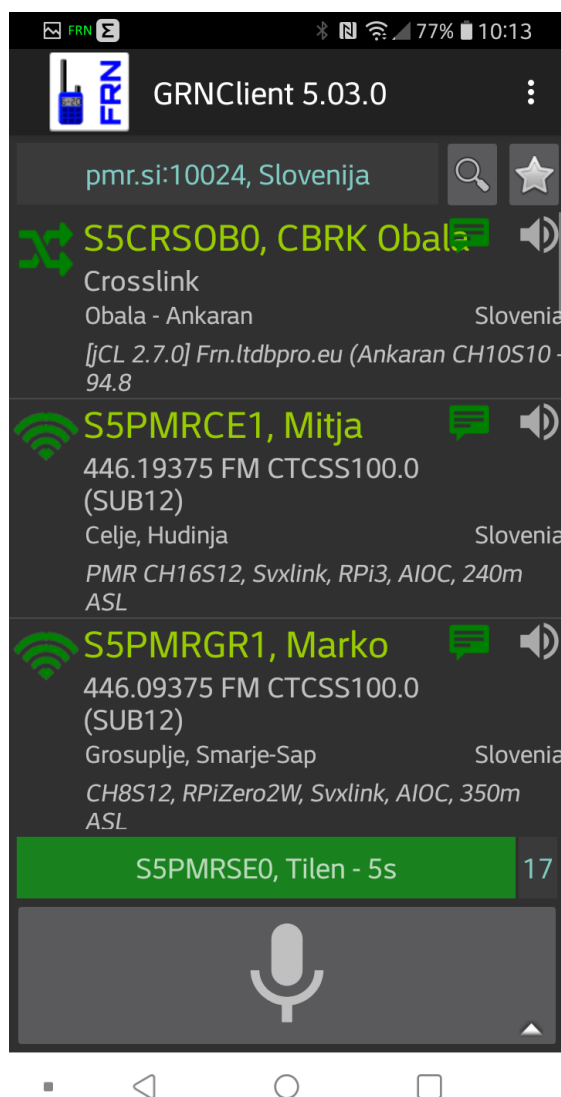 FRN Σ N 77% 10:13
FRN
GRNClient 5.03.0
pmr.si:10024, Slovenija
S5CRSOB0, CBRK Obala
Crosslink
Obala - Ankaran Slovenia
[jCL 2.7.0] Frn.ltdbpro.eu (Ankaran CH10S10 -
94.8
S5PMRCE1, Mitja
446.19375 FM CTCSS100.0
(SUB12)
Celje, Hudinja Slovenia
PMR CH16S12, Svxlink, RPi3, AIOC, 240m
ASL
S5PMRGR1, Marko
446.09375 FM CTCSS100.0
(SUB12)
Grosuplje, Smarje-Sap Slovenia
CH8S12, RPiZero2W, Svxlink, AIOC, 350m
ASL
S5PMRSE0, Tilen - 5s 17